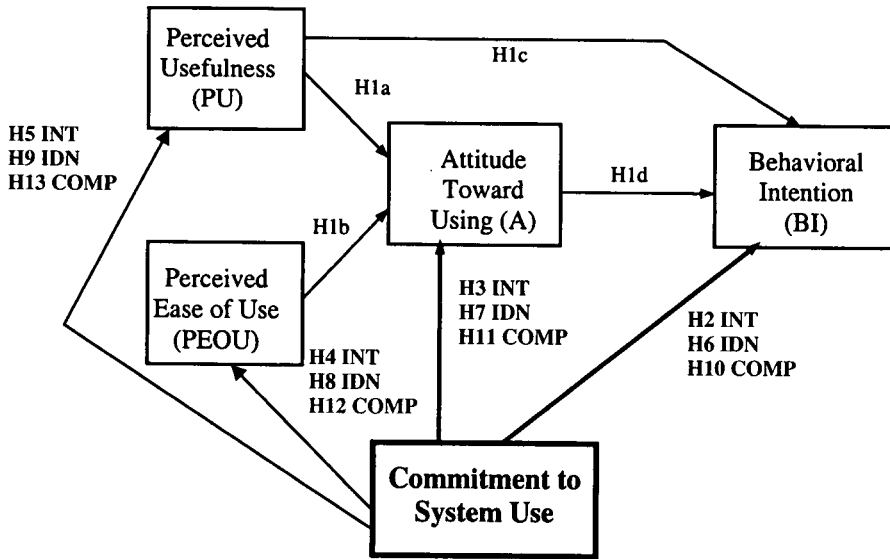 Perceived
Usefulness
(PU)
H1c
H1a
H5 INT
H9 IDN
H13 COMP
Attitude
Toward
Using (A)
H1d
Behavioral
Intention
(BI)
H1b
Perceived
Ease of Use
(PEOU)
H3 INT
H7 IDN
H11 COMP
H2 INT
H6 IDN
H10 COMP
H4 INT
H8 IDN
H12 COMP
Commitment to
System Use